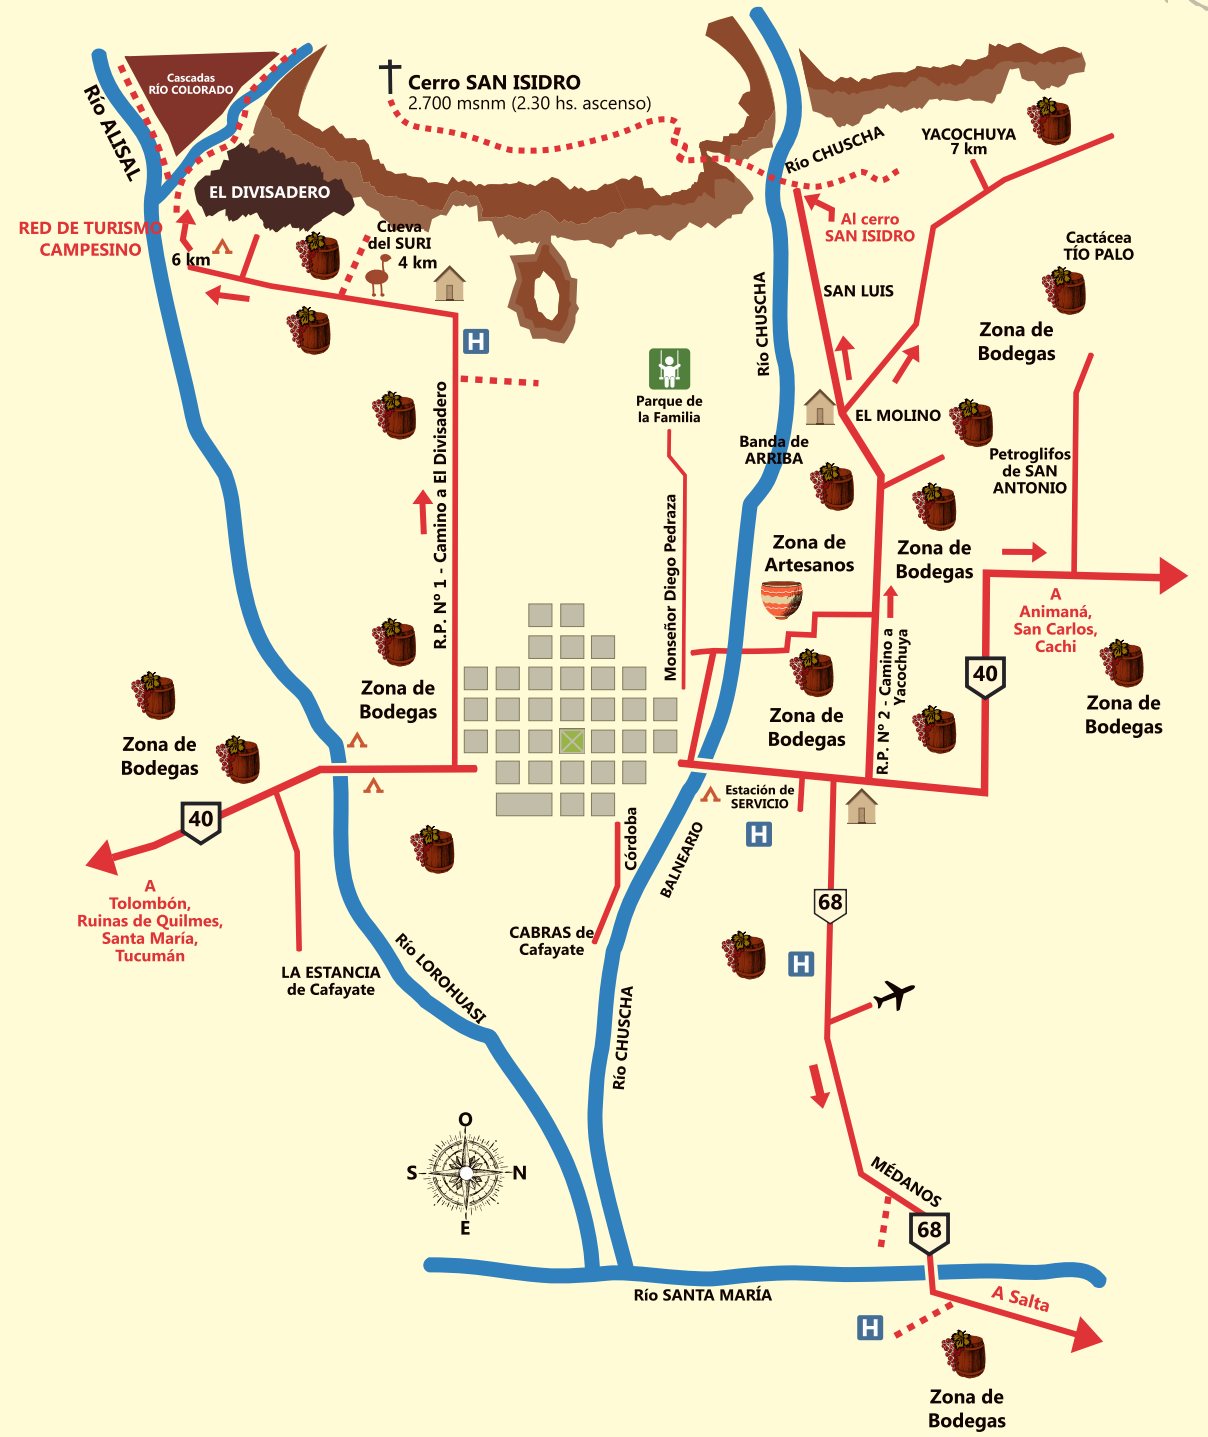 Cascadas
RÍO COLORADO
Cerro SAN ISIDRO
2.700 msnm (2.30 hs. ascenso)
Río ALISAL
Río CHUSCHA
YACOCHUYA
7 km
EL DIVISADERO
RED DE TURISMO
CAMPESINO
6 km
Cueva
del SURI
4 km
Al cerro
SAN ISIDRO
Cactácea
TÍO PALO
SAN LUIS
Río CHUSCHA
Zona de
Bodegas
H
Parque de
la Familia
EL MOLINO
Banda de
ARRIBA
Petroglifos
de SAN
ANTONIO
R.P. Nº 1 - Camino a El Divisadero
Monseñor Diego Pedraza
Zona de
Artesanos
Zona de
Bodegas
A
Animaná,
San Carlos,
Cachi
R.P. Nº 2 - Camino a
Yacochuya
40
Zona de
Bodegas
Zona de
Bodegas
Zona de
Bodegas
Zona de
Bodegas
40
Estación de
SERVICIO
H
Córdoba
BALNEARIO
A
Tolombón,
Ruinas de Quilmes,
Santa María,
Tucumán
68
CABRAS de
Cafayate
LA ESTANCIA
de Cafayate
Río LOROHUASI
H
Río CHUSCHA
O
S
N
E
MÉDANOS
68
Río SANTA MARÍA
A Salta
H
Zona de
Bodegas